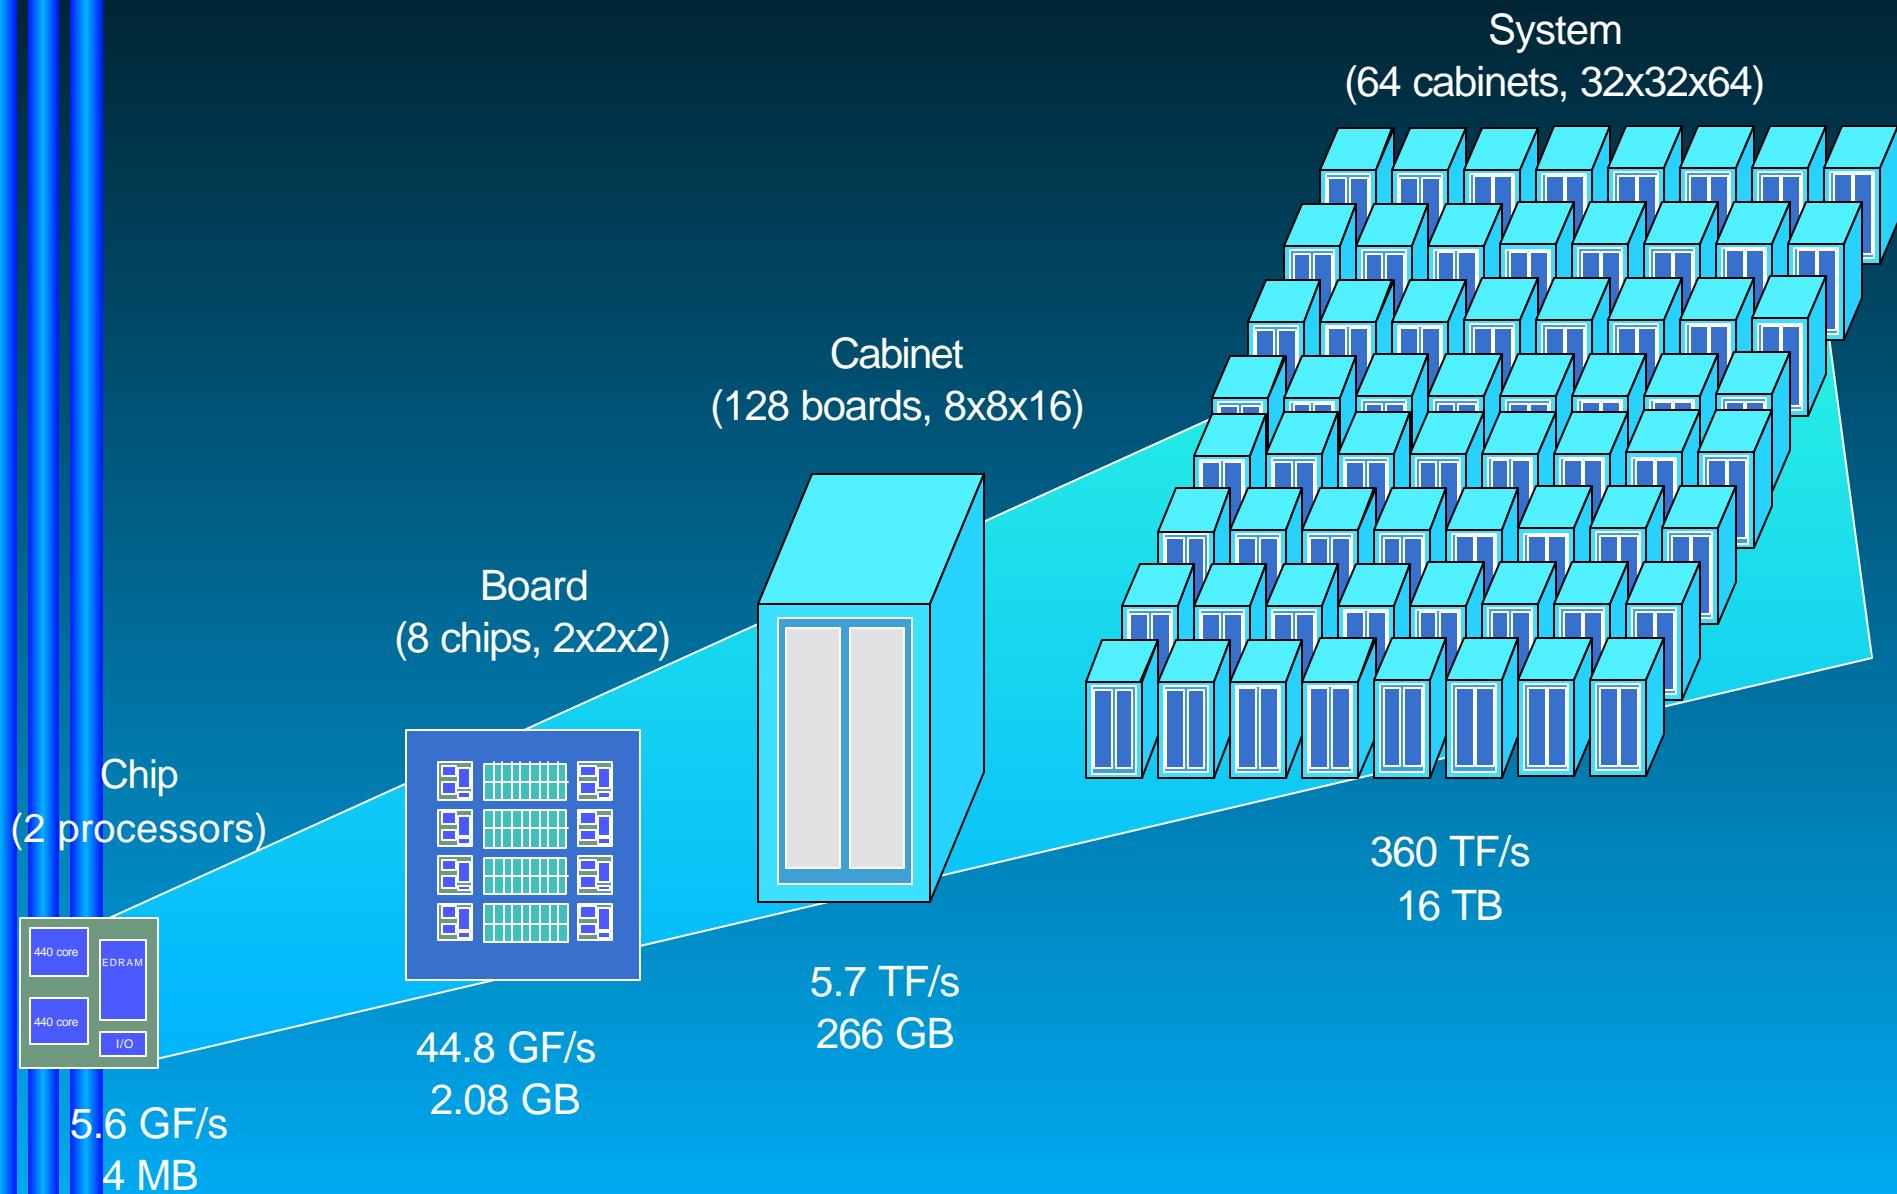 System
(64 cabinets, 32x32x64)
Cabinet
(128 boards, 8x8x16)
Board
(8 chips, 2x2x2)
Chip
(2 processors)
440 core
EDRAM
440 core
I/O
5.6 GF/s
4 MB
44.8 GF/s
2.08 GB
5.7 TF/s
266 GB
360 TF/s
16 TB